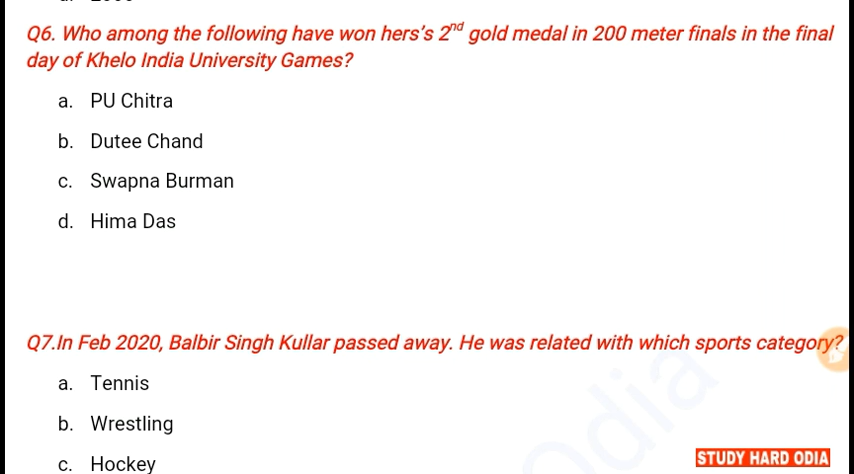 Q6. Who among the following have won hers's 2nd gold medal in 200 meter finals in the final
day of Khelo India University Games?
a. PU Chitra
b. Dutee Chand
c. Swapna Burman
d. Hima Das
Q7.In Feb 2020, Balbir Singh Kullar passed away. He was related with which sports category?
a. Tennis
b. Wrestling
c. Hockey
STUDY HARD ODIA